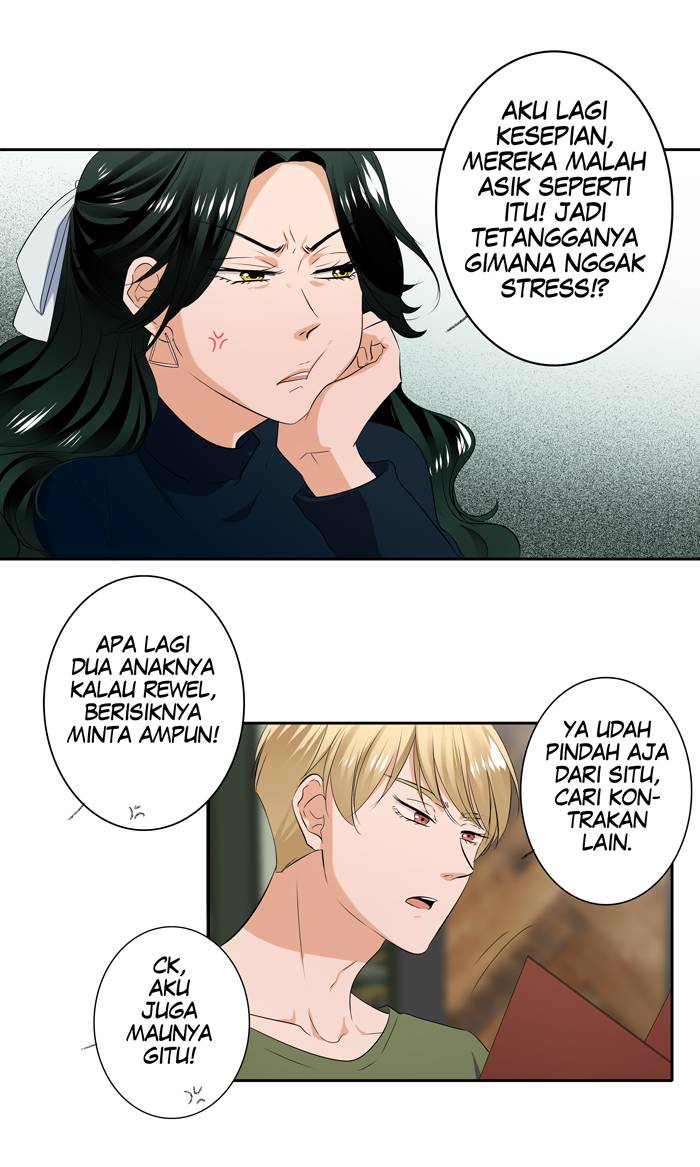 AKU LAGI
KESEPIAN,
MEREKA MALAH
ASIK SEPERTI
ITU! JADI
TETANGGANYA
GIMANA NGGAK
STRESS!?
APA LAGI
DUA ANAKNYA
KALAU REWEL,
BERISIKNYA
MINTA AMPUN!
YA UDAH
PINDAH AJA
DARI SITU,
CARI KON-
TRAKAN
LAIN.
CK,
AKU
JUGA
MAUNYA
GITU!